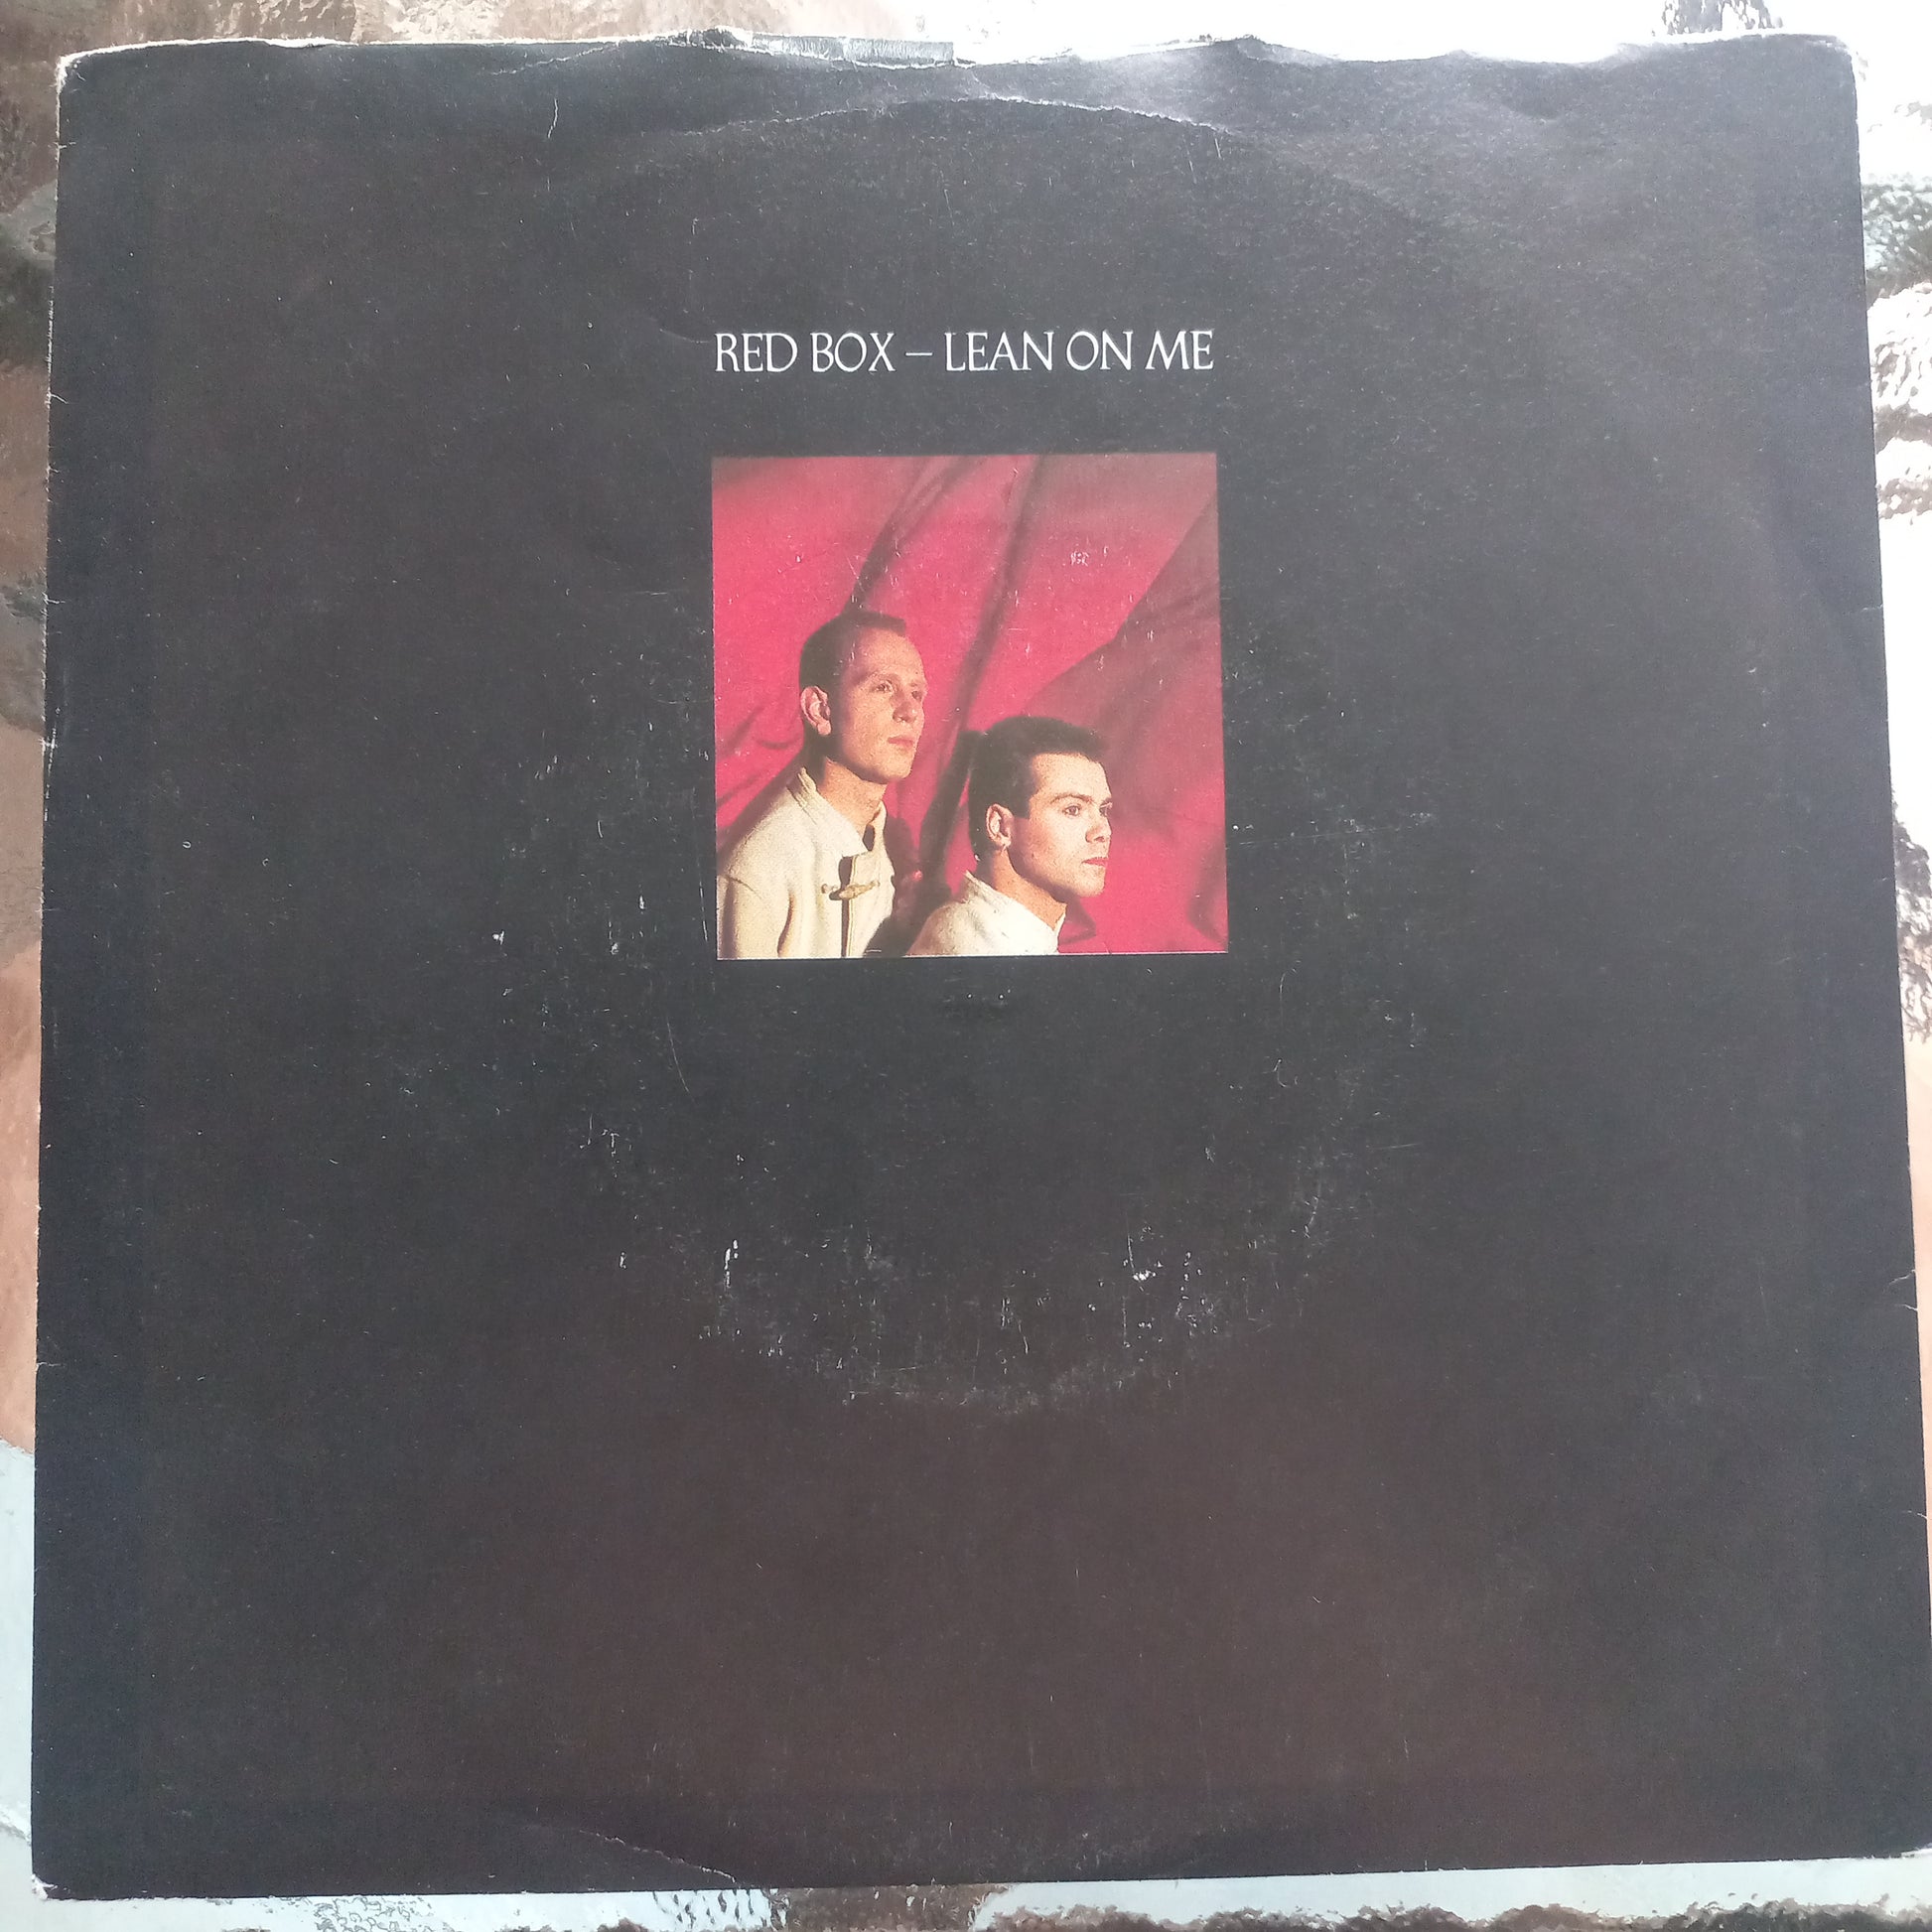 RED BOX – LEAN ON ME